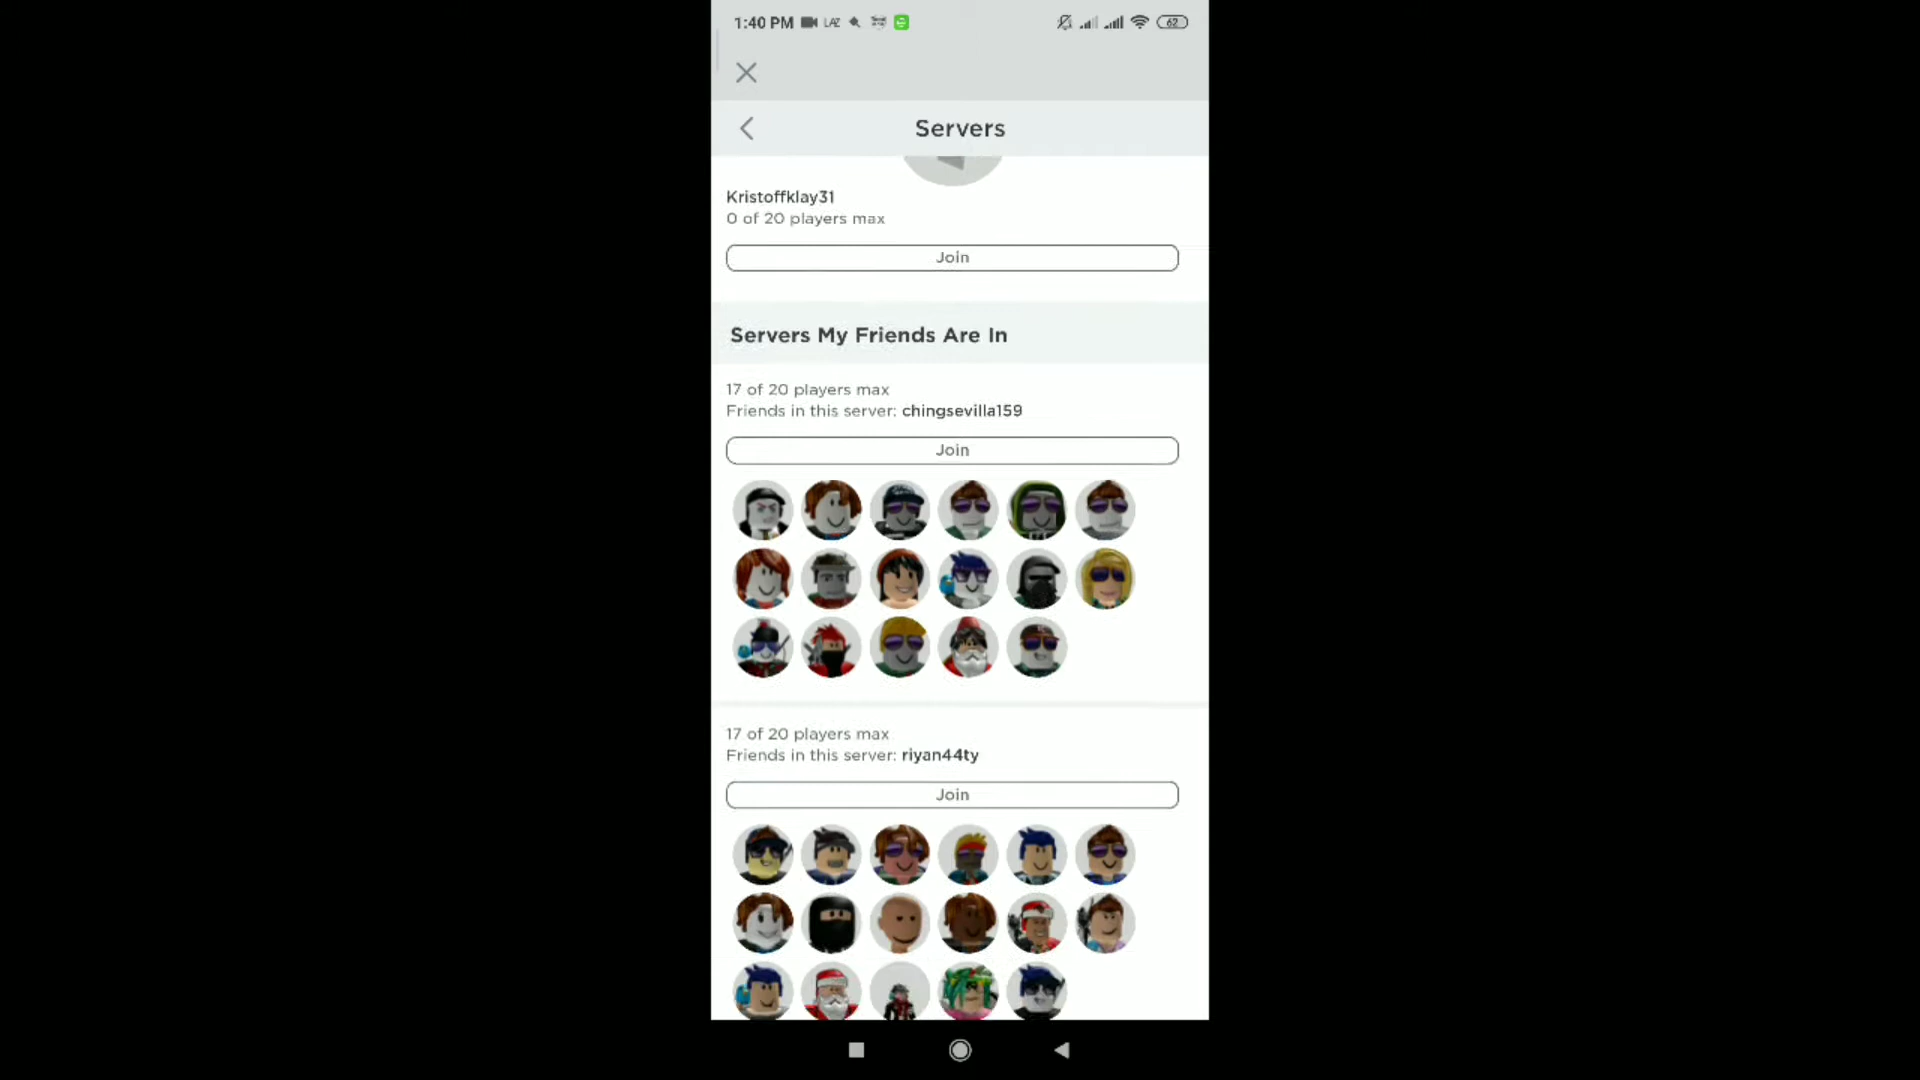 1:40 PM LAZ 62
Servers
Kristoffklay31
0 of 20 players max
Join
Servers My Friends Are In
17 of 20 players max
Friends in this server: chingsevilla159
Join
17 of 20 players max
Friends in this server: riyan44ty
Join